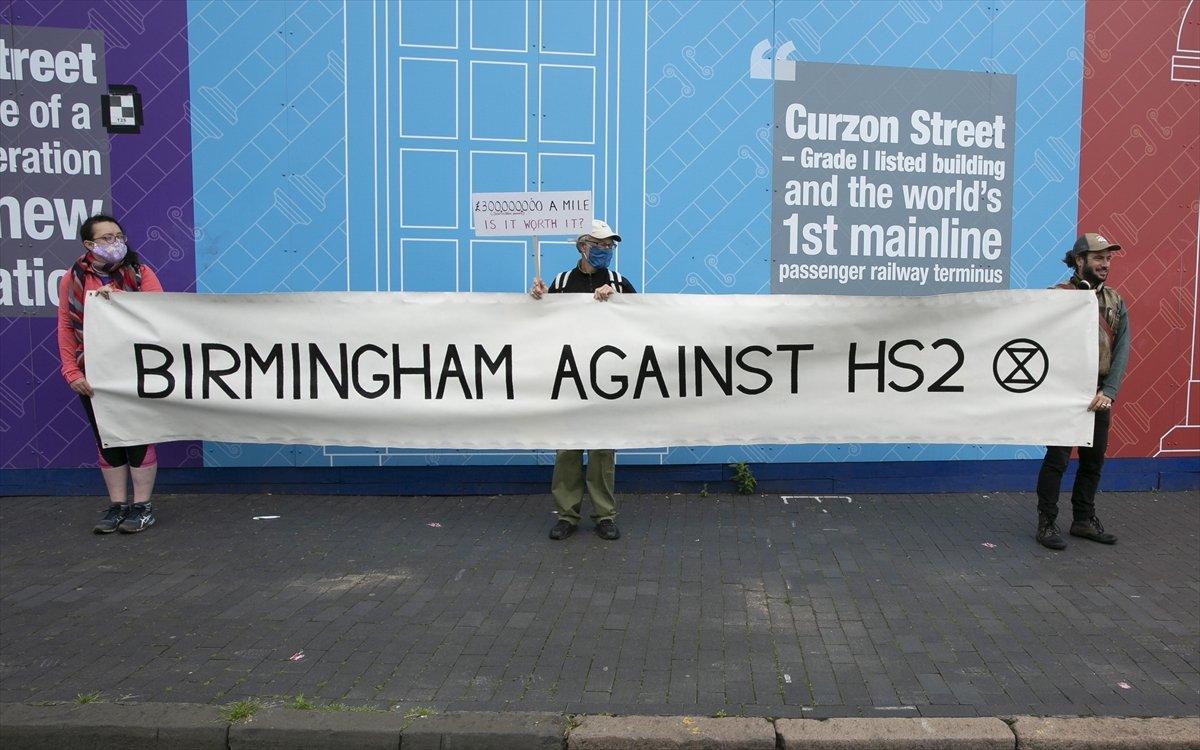 treet
e of a
eration
new
atio
125
£300,000,000 A MILE
IS IT WORTH IT?
“
Curzon Street
– Grade I listed building
and the world's
1st mainline
passenger railway terminus
BIRMINGHAM AGAINST HS2